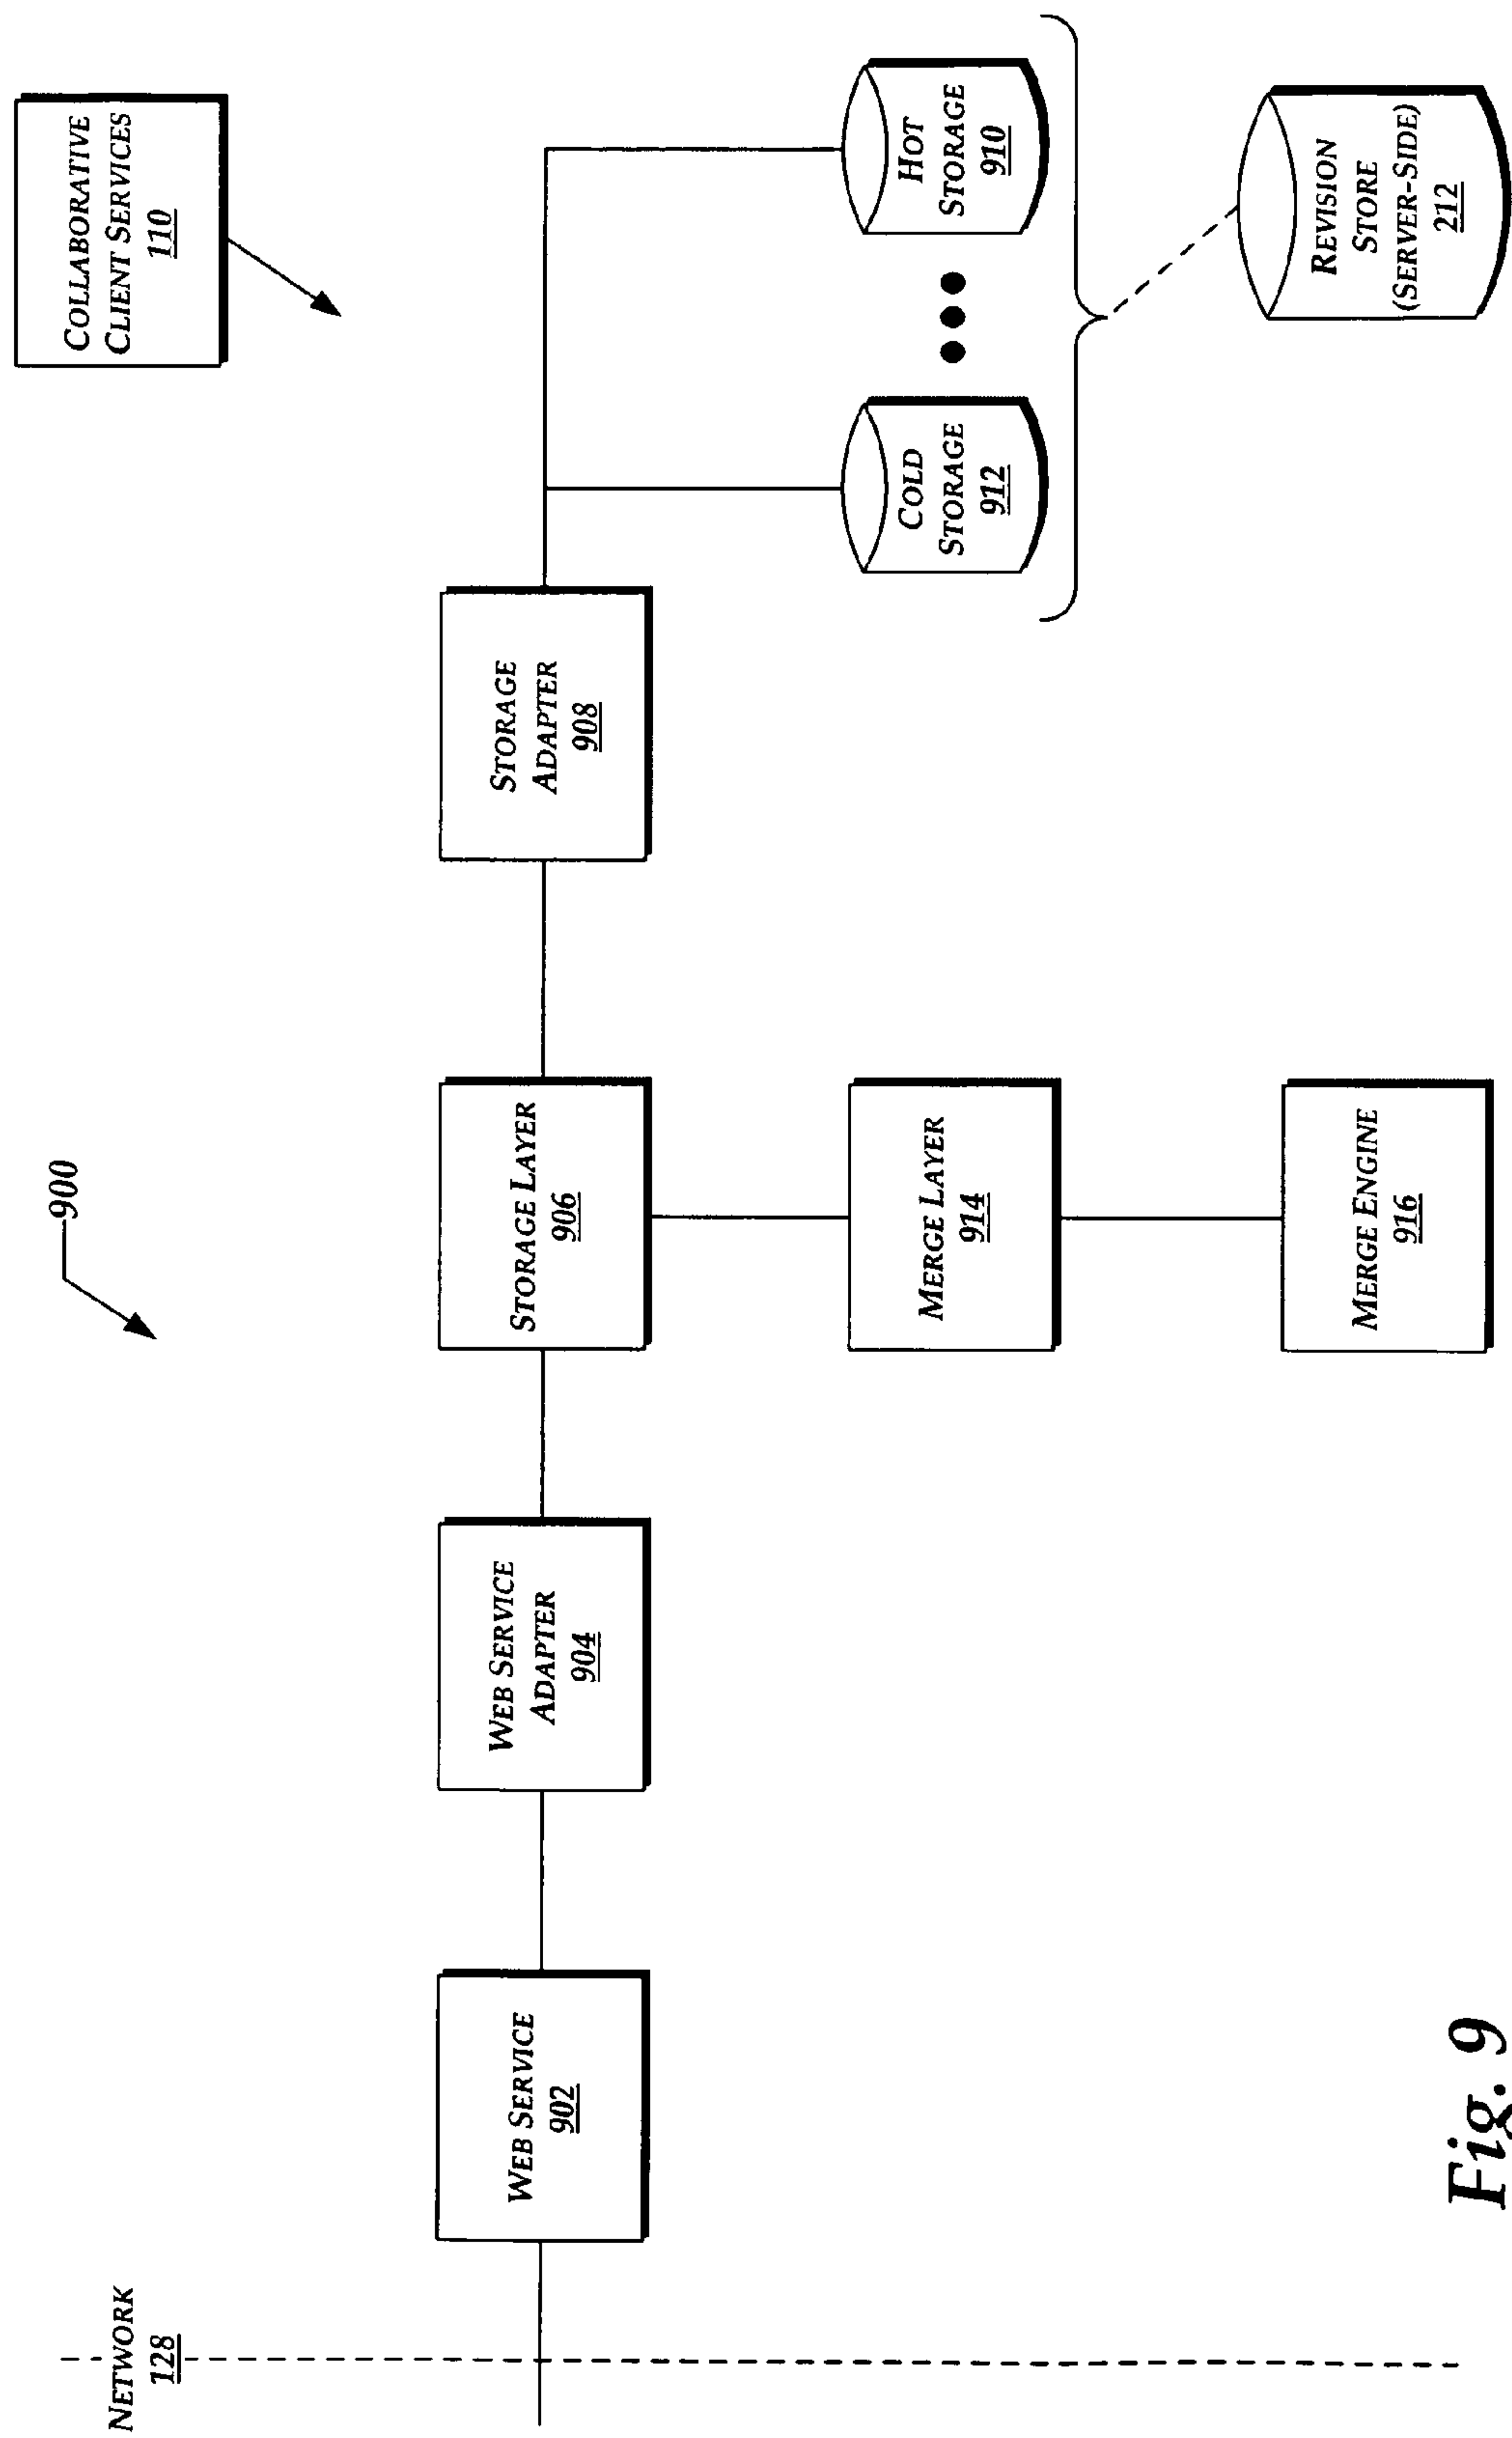 900
COLLABORATIVE
CLIENT SERVICES
110
NETWORK
128
WEB SERVICE
902
WEB SERVICE
ADAPTER
904
STORAGE LAYER
906
STORAGE
ADAPTER
908
COLD
STORAGE
912
HOT
STORAGE
910
MERGE LAYER
914
MERGE ENGINE
916
REVISION
STORE
(SERVER-SIDE)
212
Fig. 9